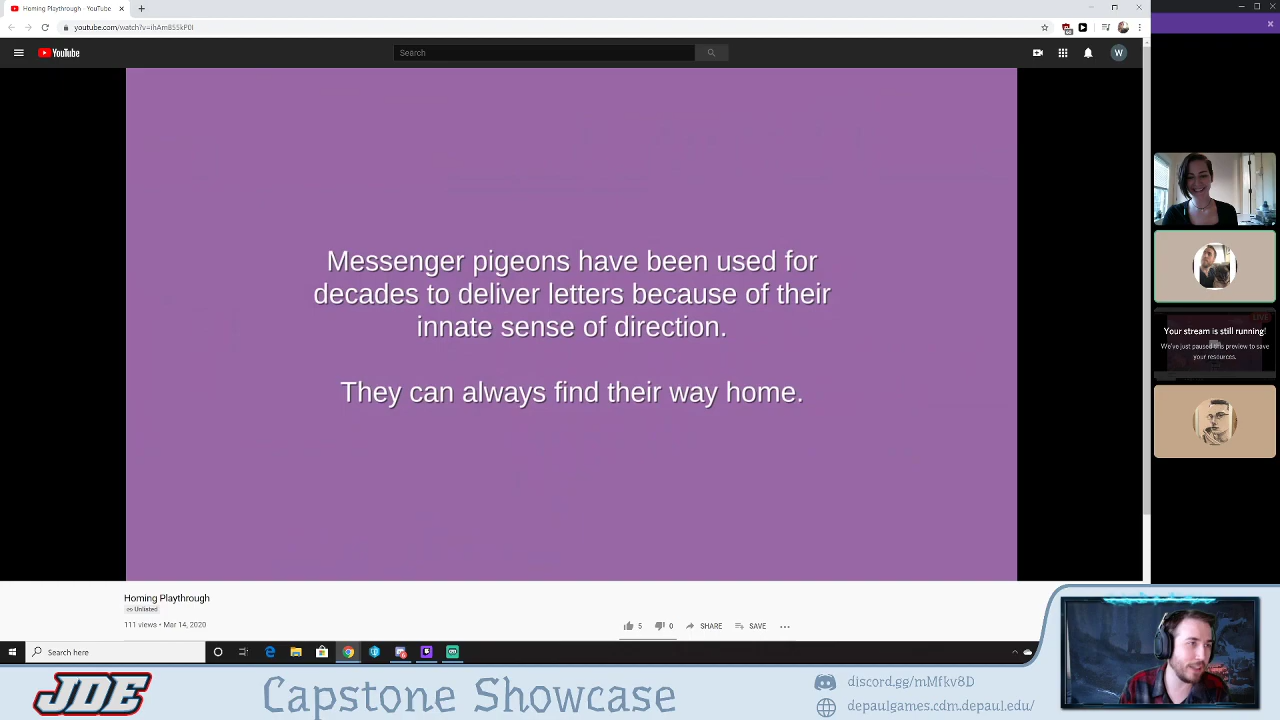 Homing Playthrough - YouTube
youtube.com/watch?v=ihAmB5SkP0I
YouTube
Search
W
Messenger pigeons have been used for
decades to deliver letters because of their
innate sense of direction.
They can always find their way home.
LIVE
Your stream is still running!
We've just paused this preview to save
your resources.
Homing Playthrough
Unlisted
111 views • Mar 14, 2020
5
0
SHARE
SAVE
Search here
JDE
Capstone Showcase
discord.gg/mMfkv8D
depaulgames.cdm.depaul.edu/